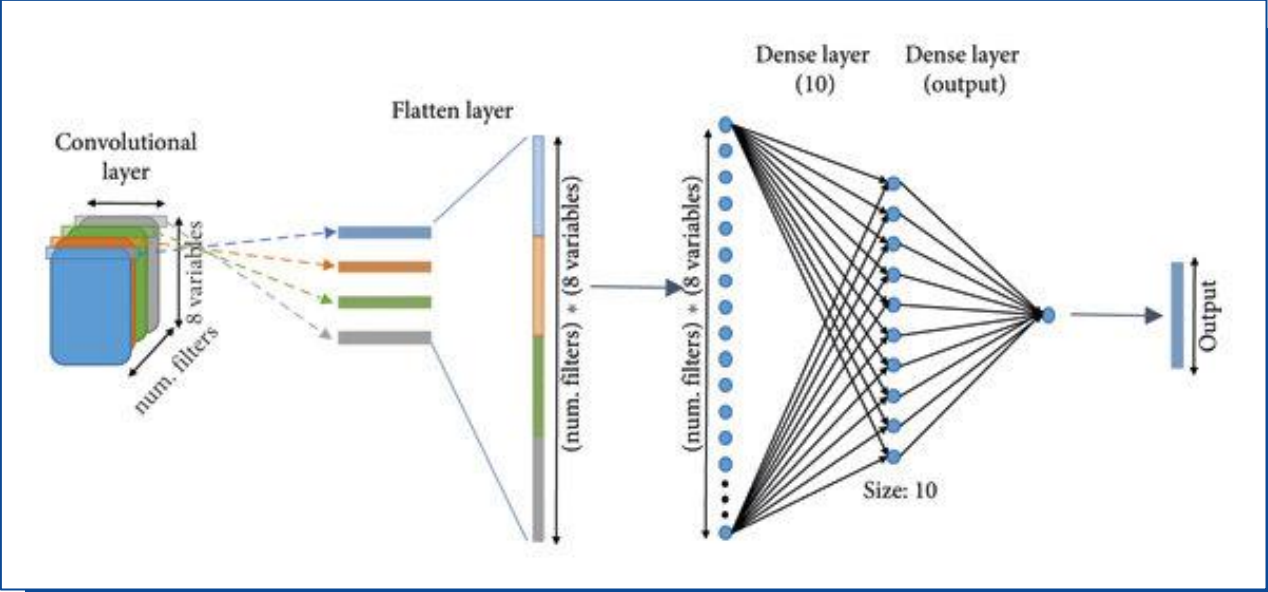 Convolutional
layer
8 variables
num. filters
Flatten layer
(num. filters) * (8 variables)
(num. filters) * (8 variables)
Dense layer
(10)
Dense layer
(output)
Size: 10
Output